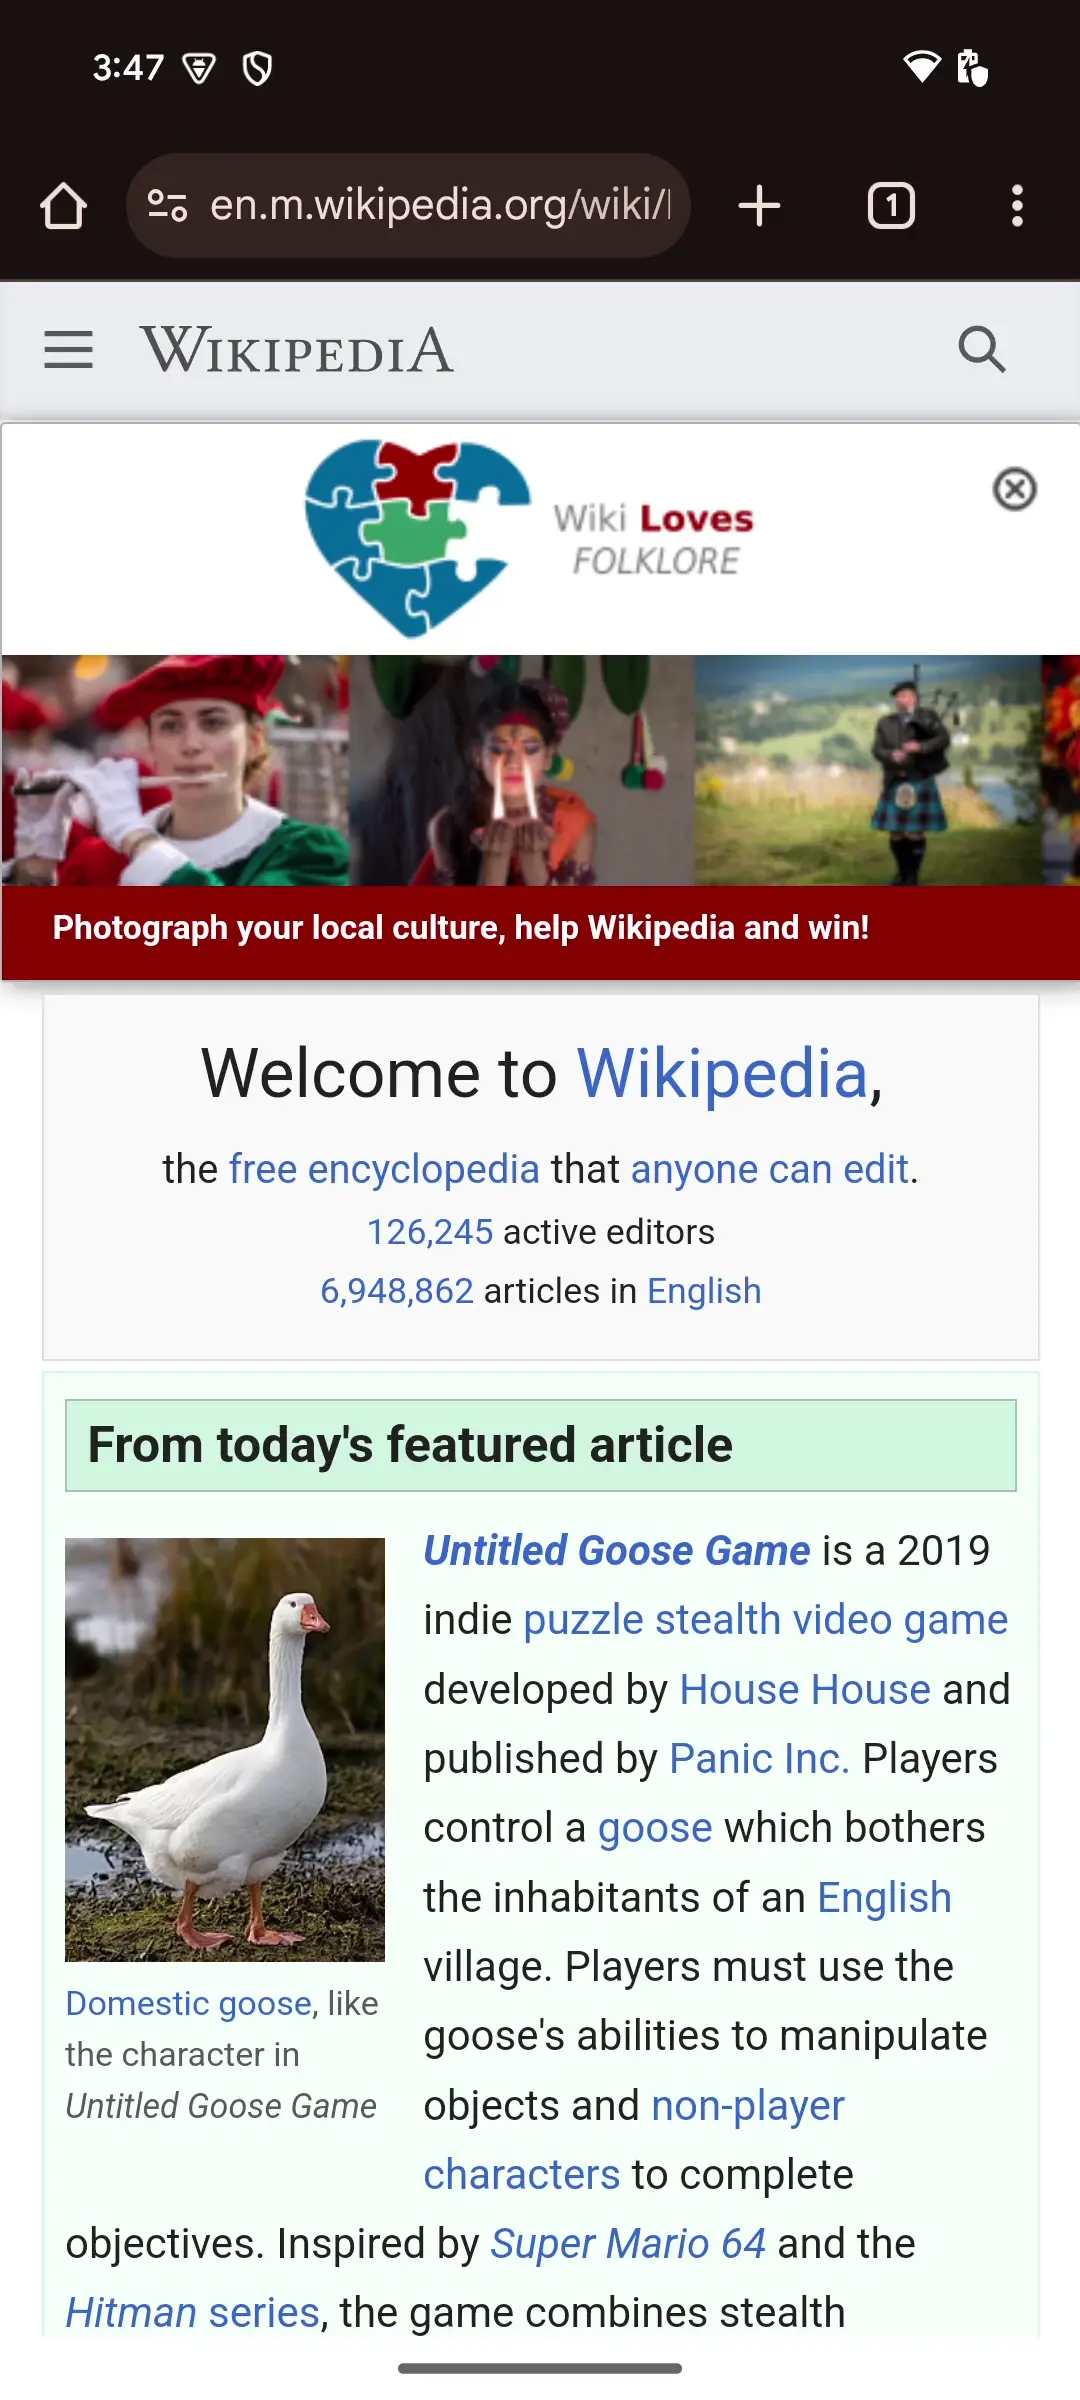 3:47
en.m.wikipedia.org/wiki/
1
WIKIPEDIA
Wiki Loves
FOLKLORE
Photograph your local culture, help Wikipedia and win!
Welcome to Wikipedia,
the free encyclopedia that anyone can edit.
126,245 active editors
6,948,862 articles in English
From today's featured article
Untitled Goose Game is a 2019
indie puzzle stealth video game
developed by House House and
published by Panic Inc. Players
control a goose which bothers
the inhabitants of an English
village. Players must use the
goose's abilities to manipulate
objects and non-player
characters to complete
Domestic goose, like
the character in
Untitled Goose Game
objectives. Inspired by Super Mario 64 and the
Hitman series, the game combines stealth